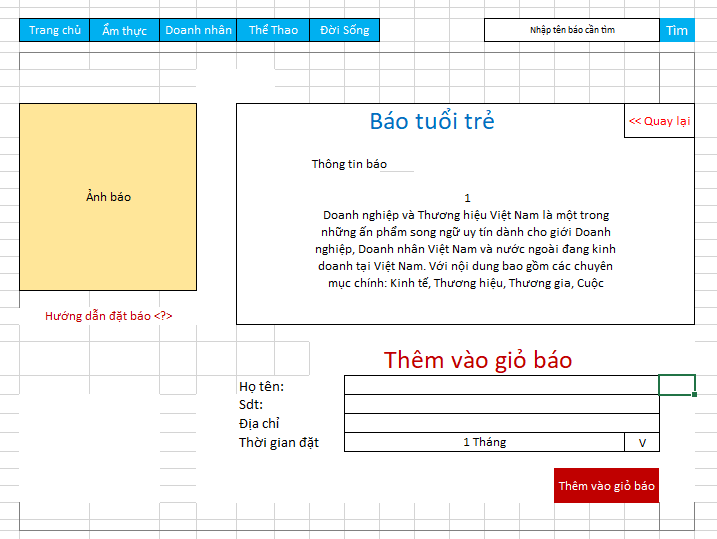 Trang chủ Ẩm thực Doanh nhân Thể Thao Đời Sống Nhập tên báo cần tìm Tìm
Báo tuổi trẻ << Quay lại
Thông tin báo
Ảnh báo
1
Doanh nghiệp và Thương hiệu Việt Nam là một trong
những ấn phẩm song ngữ uy tín dành cho giới Doanh
nghiệp, Doanh nhân Việt Nam và nước ngoài đang kinh
doanh tại Việt Nam. Với nội dung bao gồm các chuyên
mục chính: Kinh tế, Thương hiệu, Thương gia, Cuộc
Hướng dẫn đặt báo <?>
Thêm vào giỏ báo
Họ tên:
Sdt:
Địa chỉ
Thời gian đặt 1 Tháng V
Thêm vào giỏ báo